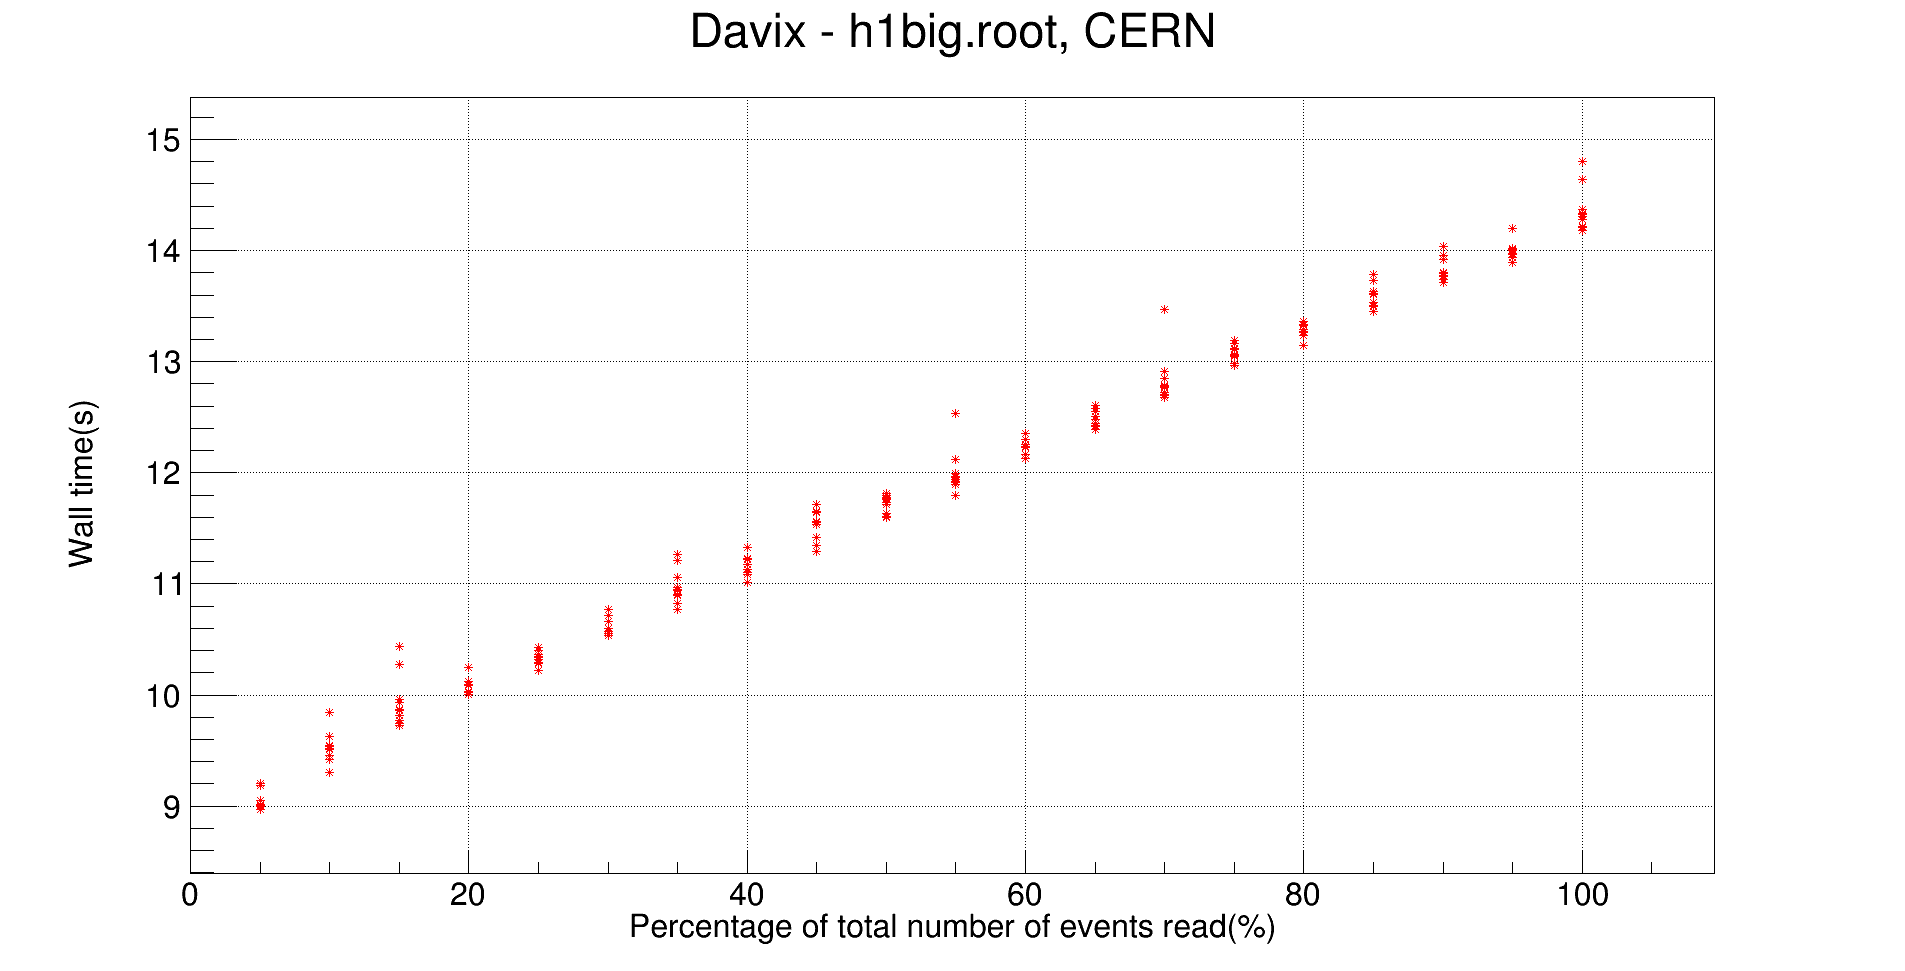 Davix - h1big.root, CERN
15
14
13
12
11
10
9
Wall time(s)
0 20 40 60 80 100
Percentage of total number of events read(%)